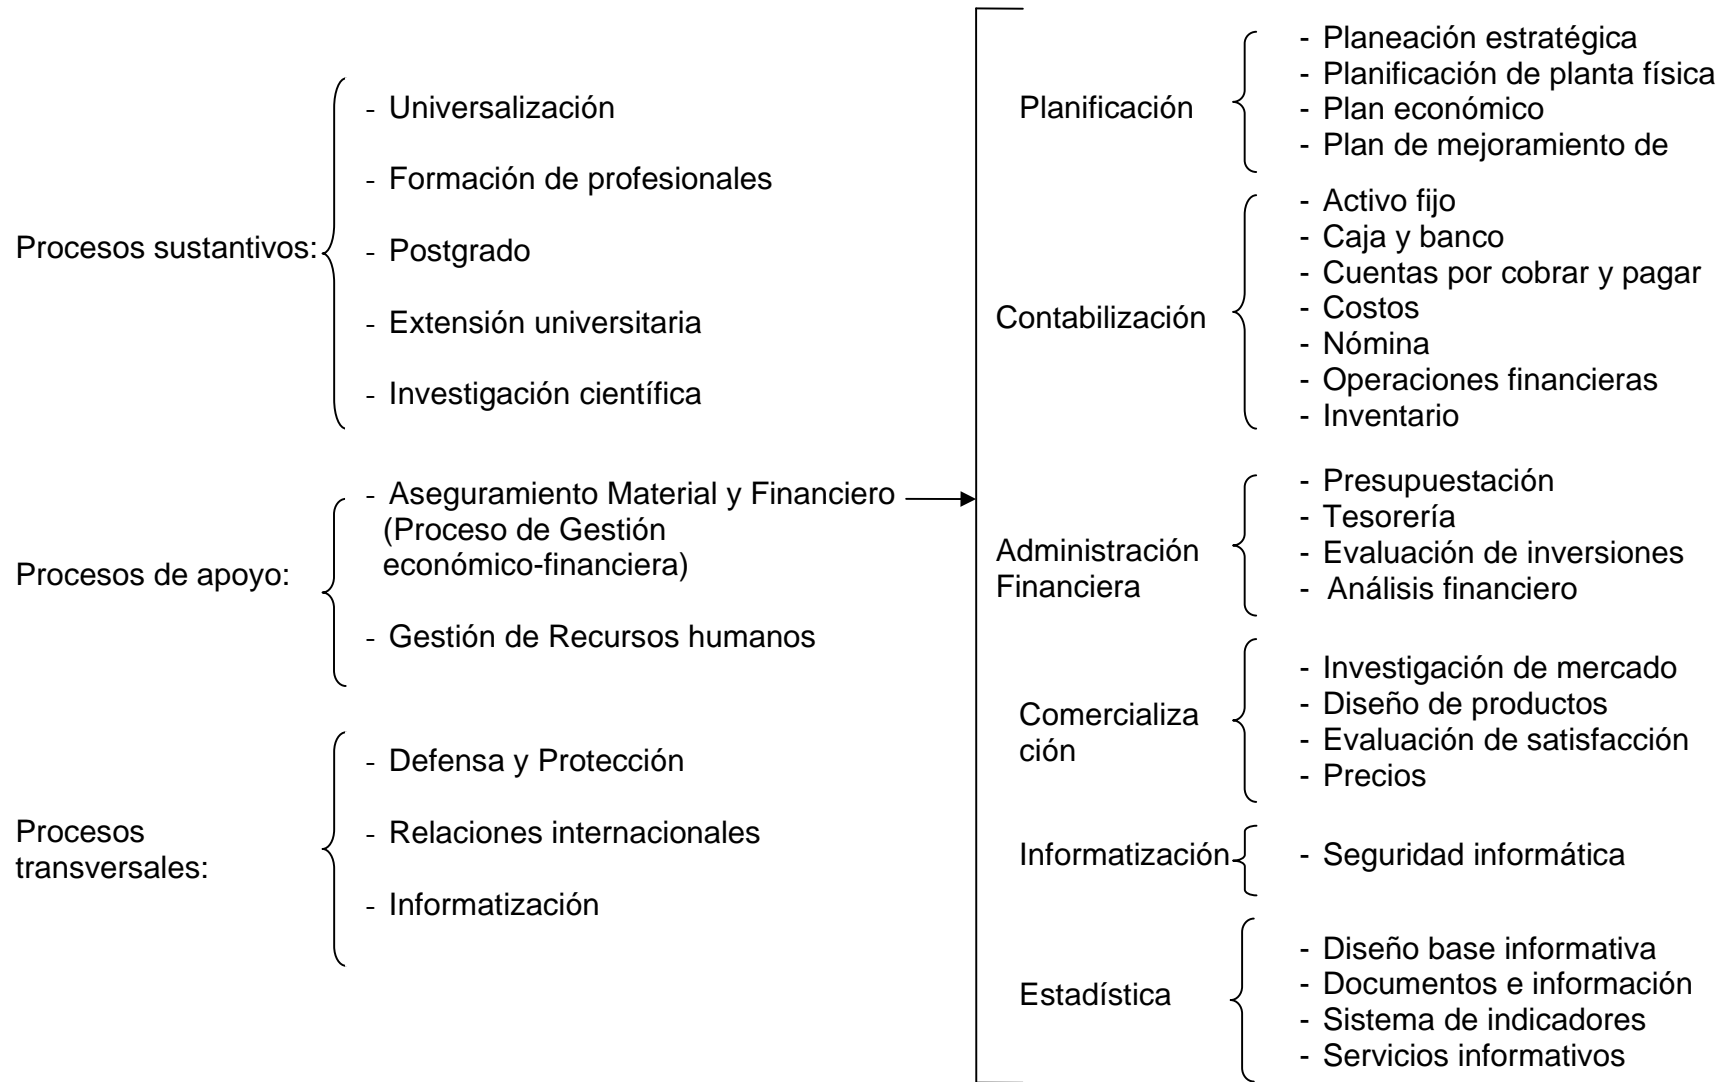 Procesos sustantivos:
- Universalización
- Formación de profesionales
- Postgrado
- Extensión universitaria
- Investigación científica
Procesos de apoyo:
- Aseguramiento Material y Financiero
(Proceso de Gestión
económico-financiera)
- Gestión de Recursos humanos
Procesos
transversales:
- Defensa y Protección
- Relaciones internacionales
- Informatización
Planificación
- Planeación estratégica
- Planificación de planta física
- Plan económico
- Plan de mejoramiento de
Contabilización
- Activo fijo
- Caja y banco
- Cuentas por cobrar y pagar
- Costos
- Nómina
- Operaciones financieras
- Inventario
Administración
Financiera
- Presupuestación
- Tesorería
- Evaluación de inversiones
- Análisis financiero
Comercializa
ción
- Investigación de mercado
- Diseño de productos
- Evaluación de satisfacción
- Precios
Informatización
- Seguridad informática
Estadística
- Diseño base informativa
- Documentos e información
- Sistema de indicadores
- Servicios informativos